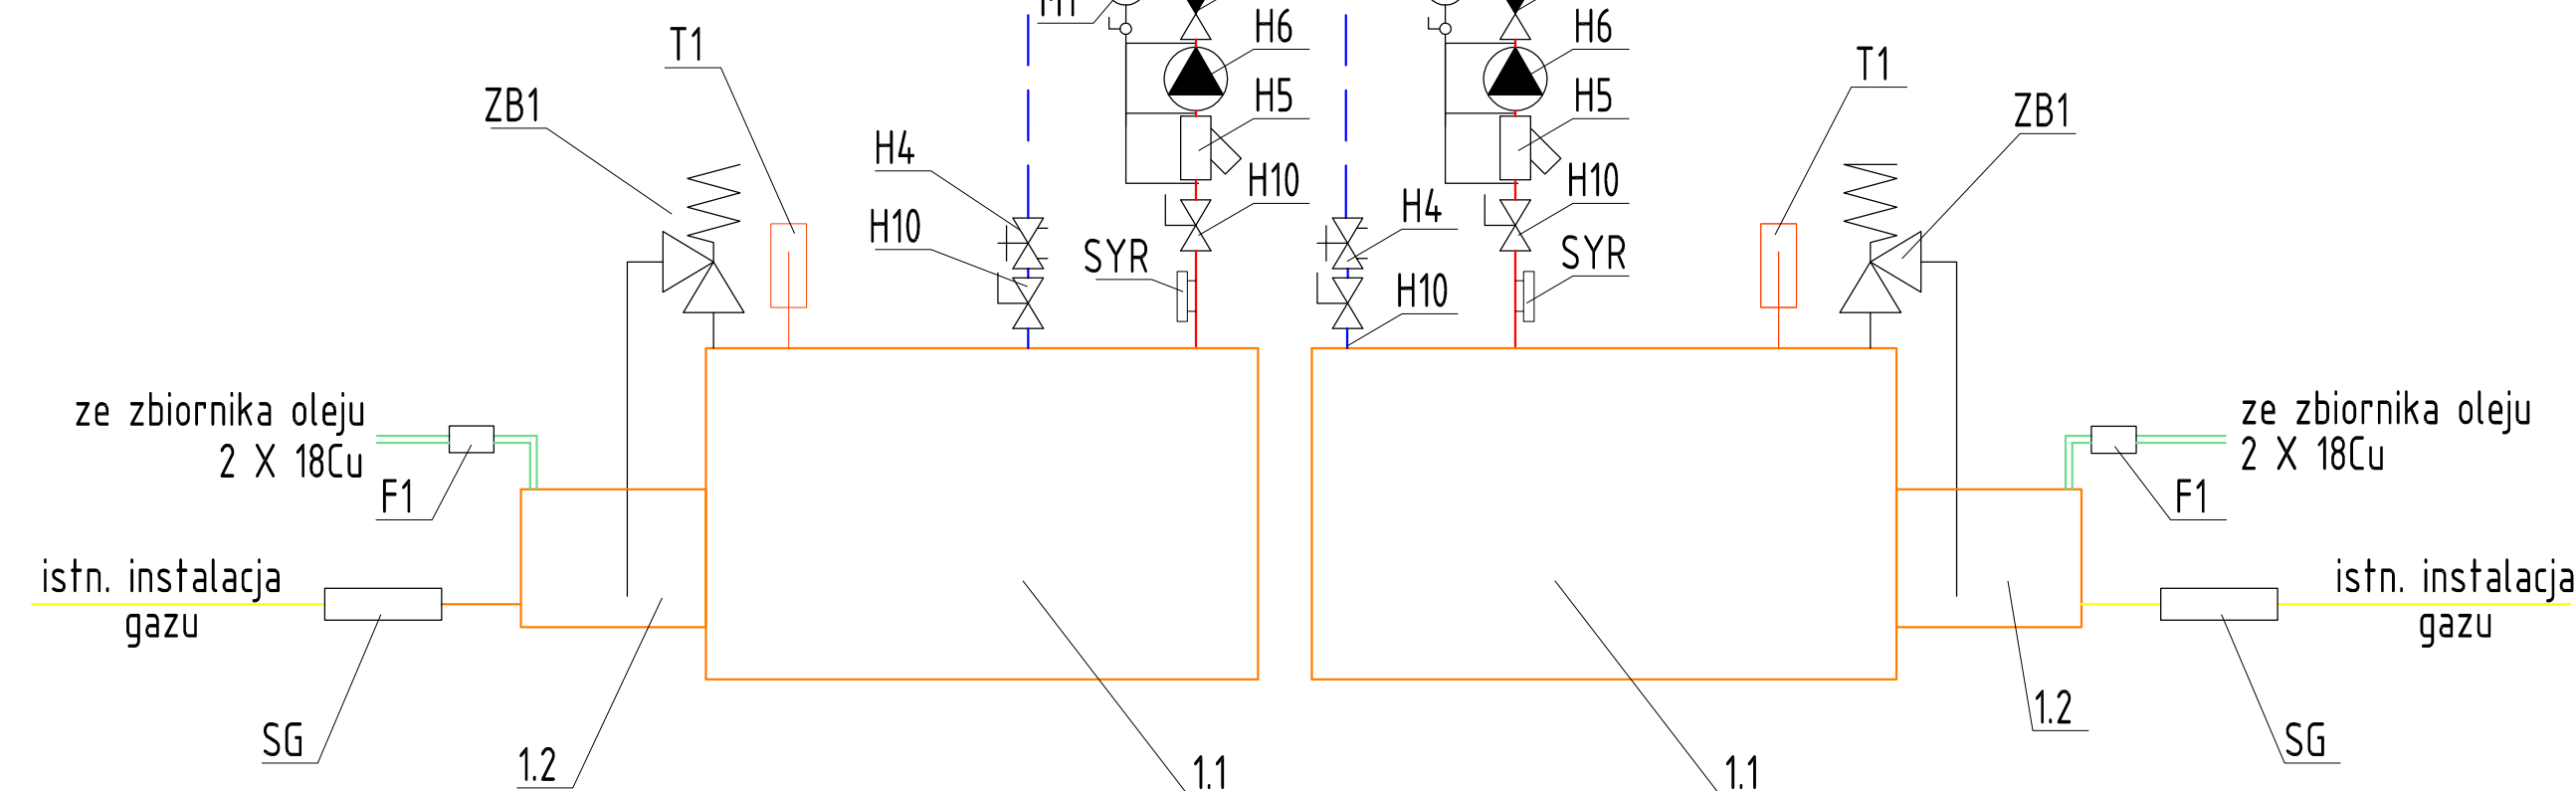 M1
H6
H6
T1
T1
ZB1
H5
H5
ZB1
H4
H10
H10
H4
H10
SYR
SYR
H10
ze zbiornika oleju
2 X 18Cu
ze zbiornika oleju
2 X 18Cu
F1
F1
istn. instalacja
gazu
istn. instalacja
gazu
SG
1.2
1.1
1.1
1.2
SG